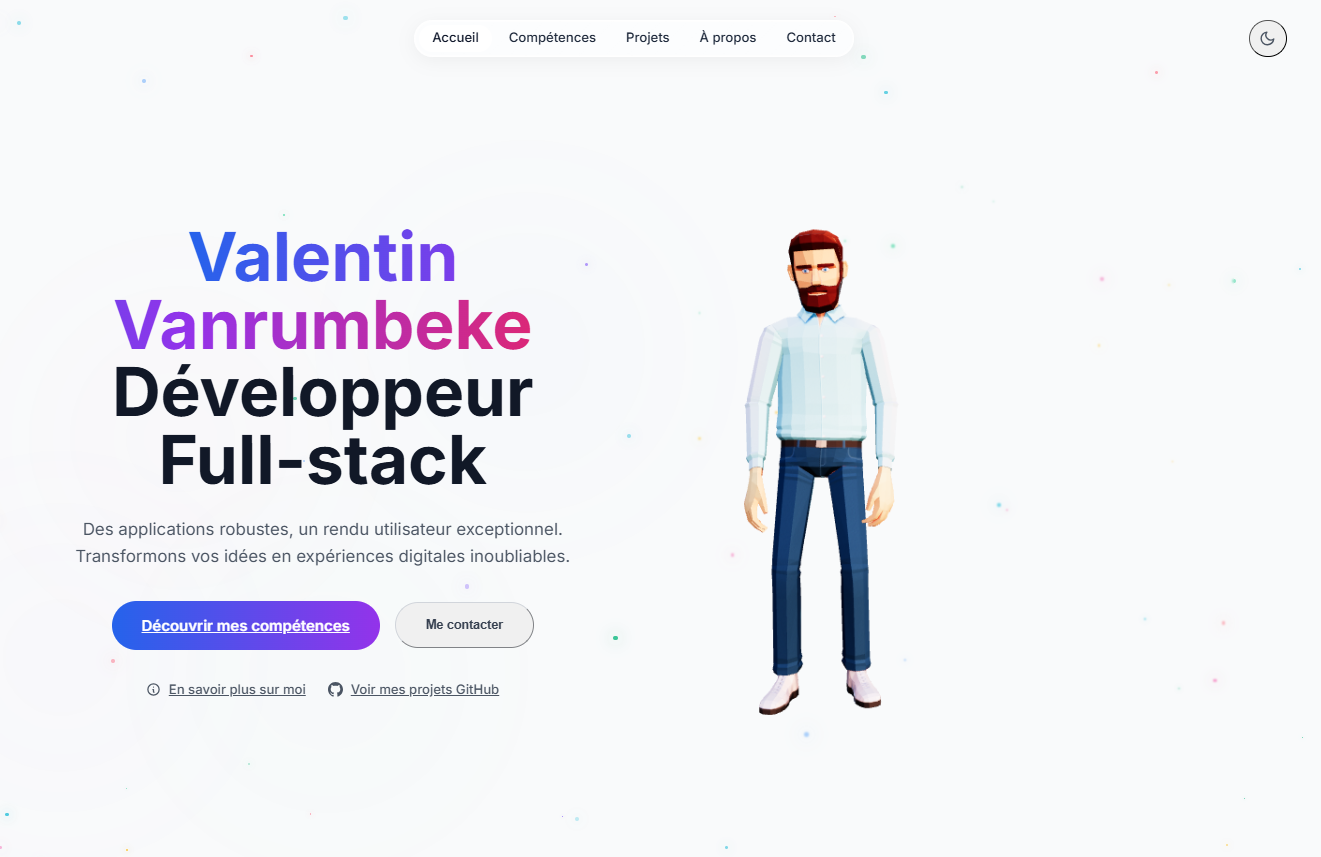 Accueil
Compétences
Projets
À propos
Contact
Valentin
Vanrumbeke
Développeur
Full-stack
Des applications robustes, un rendu utilisateur exceptionnel.
Transformons vos idées en expériences digitales inoubliables.
Découvrir mes compétences
Me contacter
En savoir plus sur moi
Voir mes projets GitHub